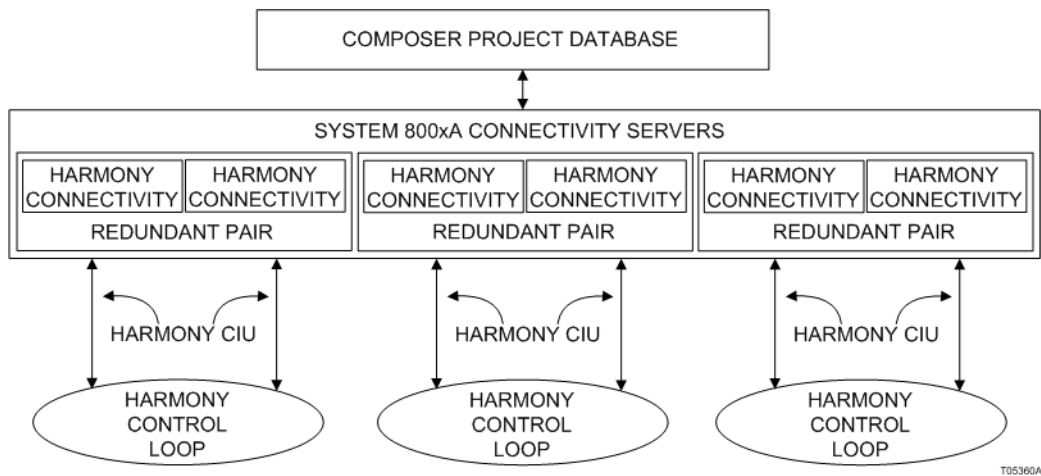 COMPOSER PROJECT DATABASE
SYSTEM 800xA CONNECTIVITY SERVERS
HARMONY
CONNECTIVITY
HARMONY
CONNECTIVITY
REDUNDANT PAIR
HARMONY
CONNECTIVITY
HARMONY
CONNECTIVITY
REDUNDANT PAIR
HARMONY
CONNECTIVITY
HARMONY
CONNECTIVITY
REDUNDANT PAIR
HARMONY CIU
HARMONY CIU
HARMONY CIU
HARMONY
CONTROL
LOOP
HARMONY
CONTROL
LOOP
HARMONY
CONTROL
LOOP
T05360A